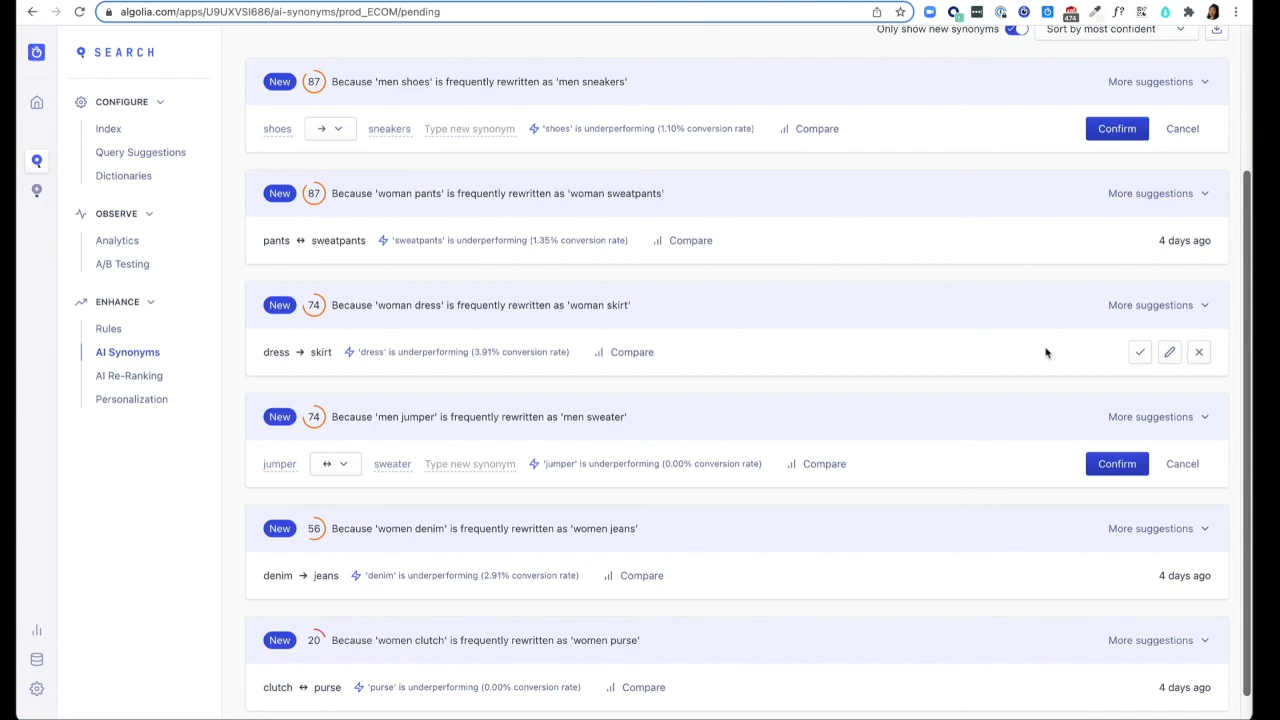 algolia.com/apps/U9UXVSI686/ai-synonyms/prod_ECOM/pending
474
f?
Only show new synonyms
Sort by most confident
SEARCH
CONFIGURE
Index
Query Suggestions
Dictionaries
OBSERVE
Analytics
A/B Testing
ENHANCE
Rules
AI Synonyms
AI Re-Ranking
Personalization
New 87 Because 'men shoes' is frequently rewritten as 'men sneakers' More suggestions
shoes → sneakers Type new synonym 'shoes' is underperforming (1.10% conversion rate) Compare Confirm Cancel
New 87 Because 'woman pants' is frequently rewritten as 'woman sweatpants' More suggestions
pants ↔ sweatpants 'sweatpants' is underperforming (1.35% conversion rate) Compare 4 days ago
New 74 Because 'woman dress' is frequently rewritten as 'woman skirt' More suggestions
dress → skirt 'dress' is underperforming (3.91% conversion rate) Compare
New 74 Because 'men jumper' is frequently rewritten as 'men sweater' More suggestions
jumper ↔ sweater Type new synonym 'jumper' is underperforming (0.00% conversion rate) Compare Confirm Cancel
New 56 Because 'women denim' is frequently rewritten as 'women jeans' More suggestions
denim → jeans 'denim' is underperforming (2.91% conversion rate) Compare 4 days ago
New 20 Because 'women clutch' is frequently rewritten as 'women purse' More suggestions
clutch ↔ purse 'purse' is underperforming (0.00% conversion rate) Compare 4 days ago